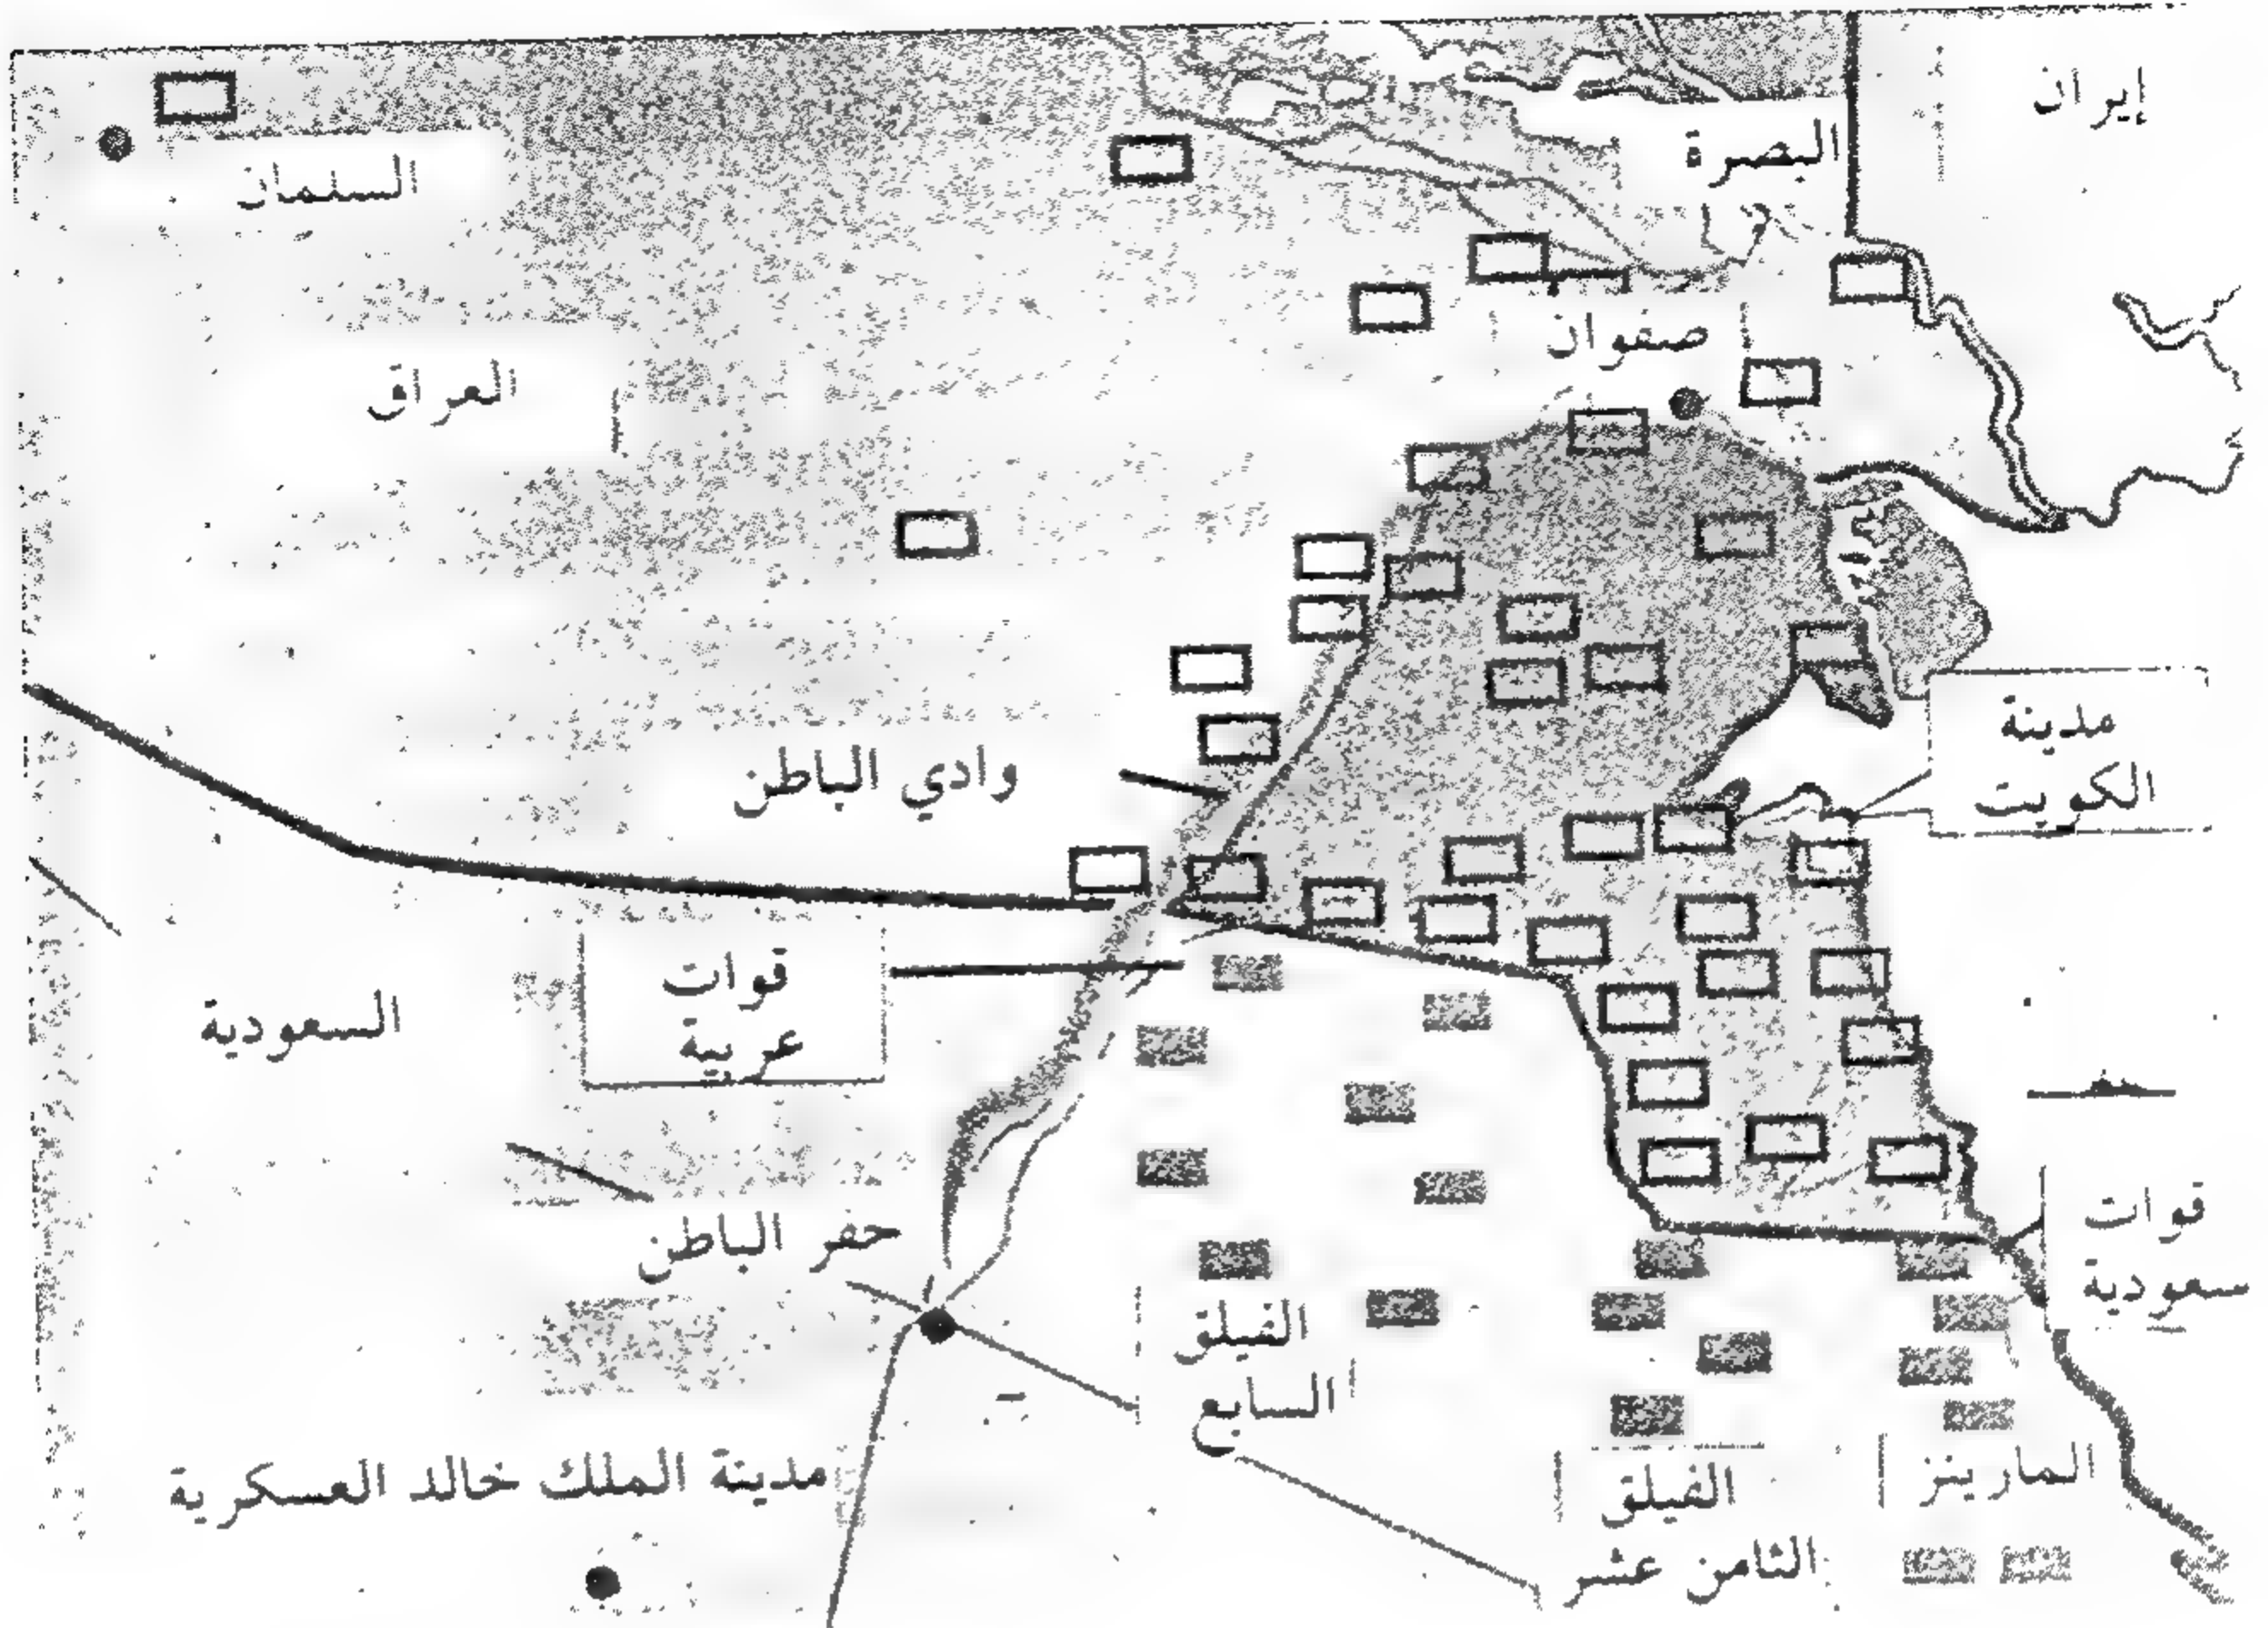 إيران
البصرة
السلمان
صفوان
العراق
مدينة
الكويت
وادي الباطن
قوات
عربية
السعودية
قوات
سعودية
حفر الباطن
الفيلق
السابع
المارينز
الفيلق
الثامن عشر
مدينة الملك خالد العسكرية